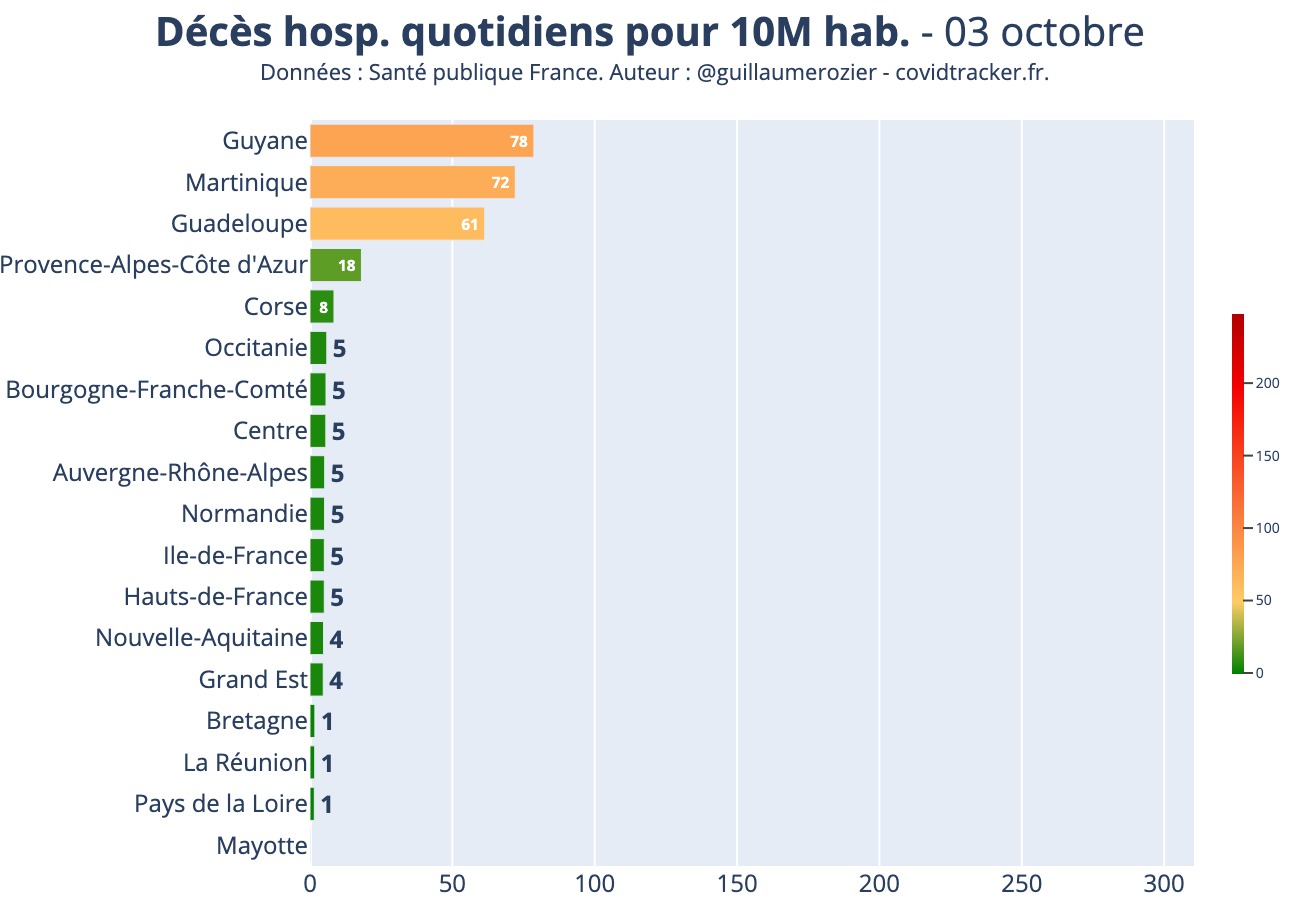 Décès hosp. quotidiens pour 10M hab. - 03 octobre
Données : Santé publique France. Auteur : @guillaumerozier - covidtracker.fr.
Guyane 78
Martinique 72
Guadeloupe 61
Provence-Alpes-Côte d'Azur 18
Corse 8
Occitanie 5
Bourgogne-Franche-Comté 5
Centre 5
Auvergne-Rhône-Alpes 5
Normandie 5
Ile-de-France 5
Hauts-de-France 5
Nouvelle-Aquitaine 4
Grand Est 4
Bretagne 1
La Réunion 1
Pays de la Loire 1
Mayotte
0 50 100 150 200 250 300
200
150
100
50
0